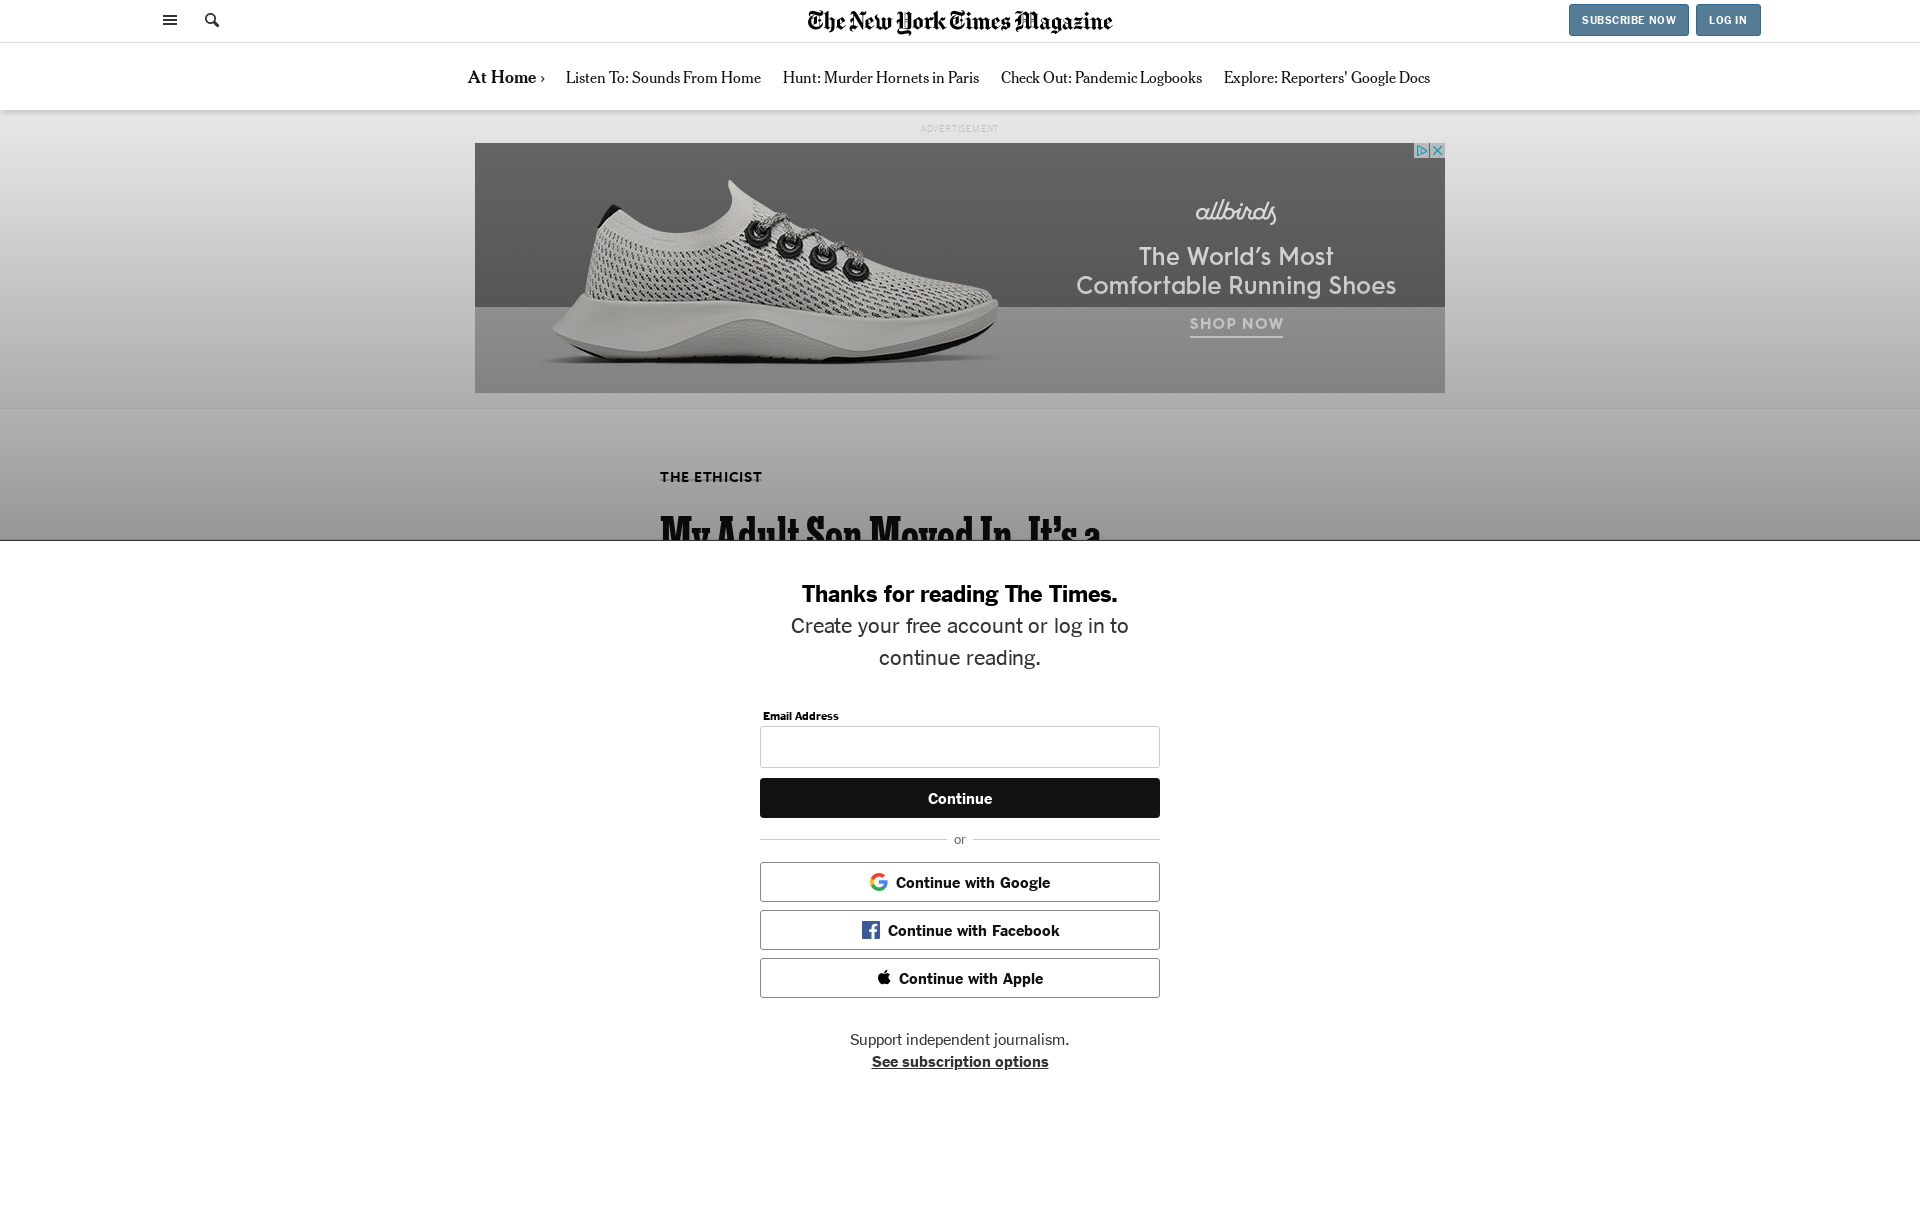 The New York Times Magazine
SUBSCRIBE NOW
LOG IN
At Home ›
Listen To: Sounds From Home
Hunt: Murder Hornets in Paris
Check Out: Pandemic Logbooks
Explore: Reporters' Google Docs
ADVERTISEMENT
allbirds
The World’s Most
Comfortable Running Shoes
SHOP NOW
THE ETHICIST
My Adult Son Moved In. It’s a
Thanks for reading The Times.
Create your free account or log in to
continue reading.
Email Address
Continue
or
Continue with Google
Continue with Facebook
Continue with Apple
Support independent journalism.
See subscription options